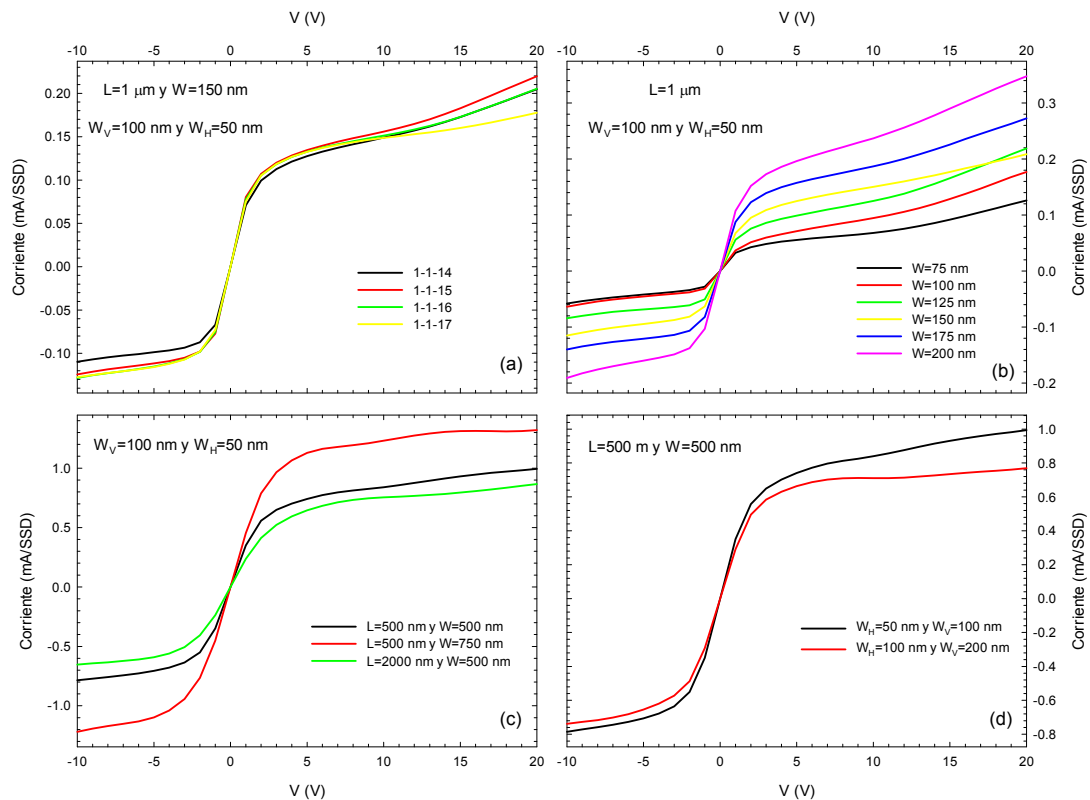 V (V)
-10 -5 0 5 10 15 20
Corriente (mA/SSD)
0.20
0.15
0.10
0.05
0.00
-0.05
-0.10
L=1 μm y W=150 nm
W_V=100 nm y W_H=50 nm
1-1-14
1-1-15
1-1-16
1-1-17
(a)
V (V)
-10 -5 0 5 10 15 20
L=1 μm
W_V=100 nm y W_H=50 nm
W=75 nm
W=100 nm
W=125 nm
W=150 nm
W=175 nm
W=200 nm
(b)
0.3
0.2
0.1
0.0
-0.1
-0.2
Corriente (mA/SSD)
Corriente (mA/SSD)
1.0
0.5
0.0
-0.5
-1.0
W_V=100 nm y W_H=50 nm
L=500 nm y W=500 nm
L=500 nm y W=750 nm
L=2000 nm y W=500 nm
(c)
-10 -5 0 5 10 15 20
V (V)
L=500 m y W=500 nm
W_H=50 nm y W_V=100 nm
W_H=100 nm y W_V=200 nm
(d)
1.0
0.8
0.6
0.4
0.2
0.0
-0.2
-0.4
-0.6
-0.8
Corriente (mA/SSD)
-10 -5 0 5 10 15 20
V (V)